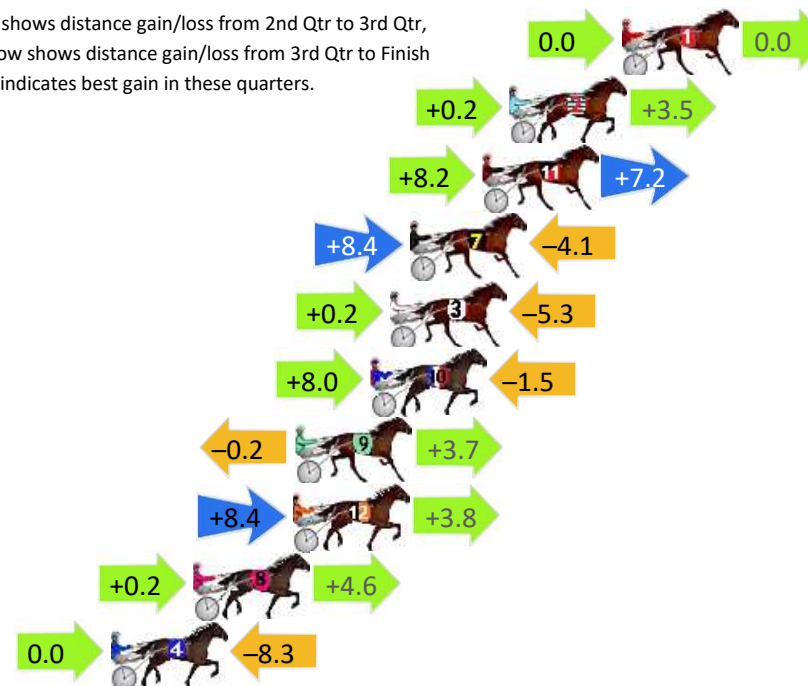 shows distance gain/loss from 2nd Qtr to 3rd Qtr,
ow shows distance gain/loss from 3rd Qtr to Finish
indicates best gain in these quarters.
0.0 1 0.0
+0.2 2 +3.5
+8.2 11 +7.2
+8.4 7 –4.1
+0.2 3 –5.3
+8.0 10 –1.5
–0.2 9 +3.7
+8.4 12 +3.8
+0.2 8 +4.6
0.0 4 –8.3